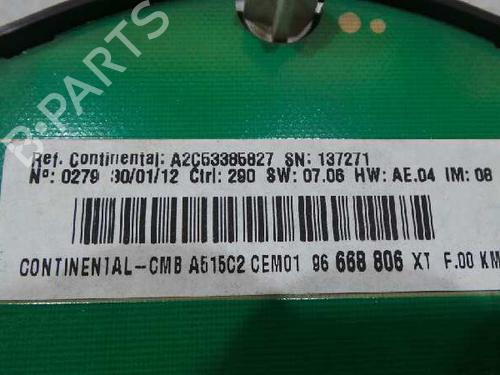 B-PARTS
Ref. Continental: A2C53385827 SN: 137271
Nº: 0279 30/01/12 Ctrl: 290 SW: 07.06 HW: AE.04 IM: 08
CONTINENTAL-CMB A515C2 CEM01 96 668 806 XT F.00 KM